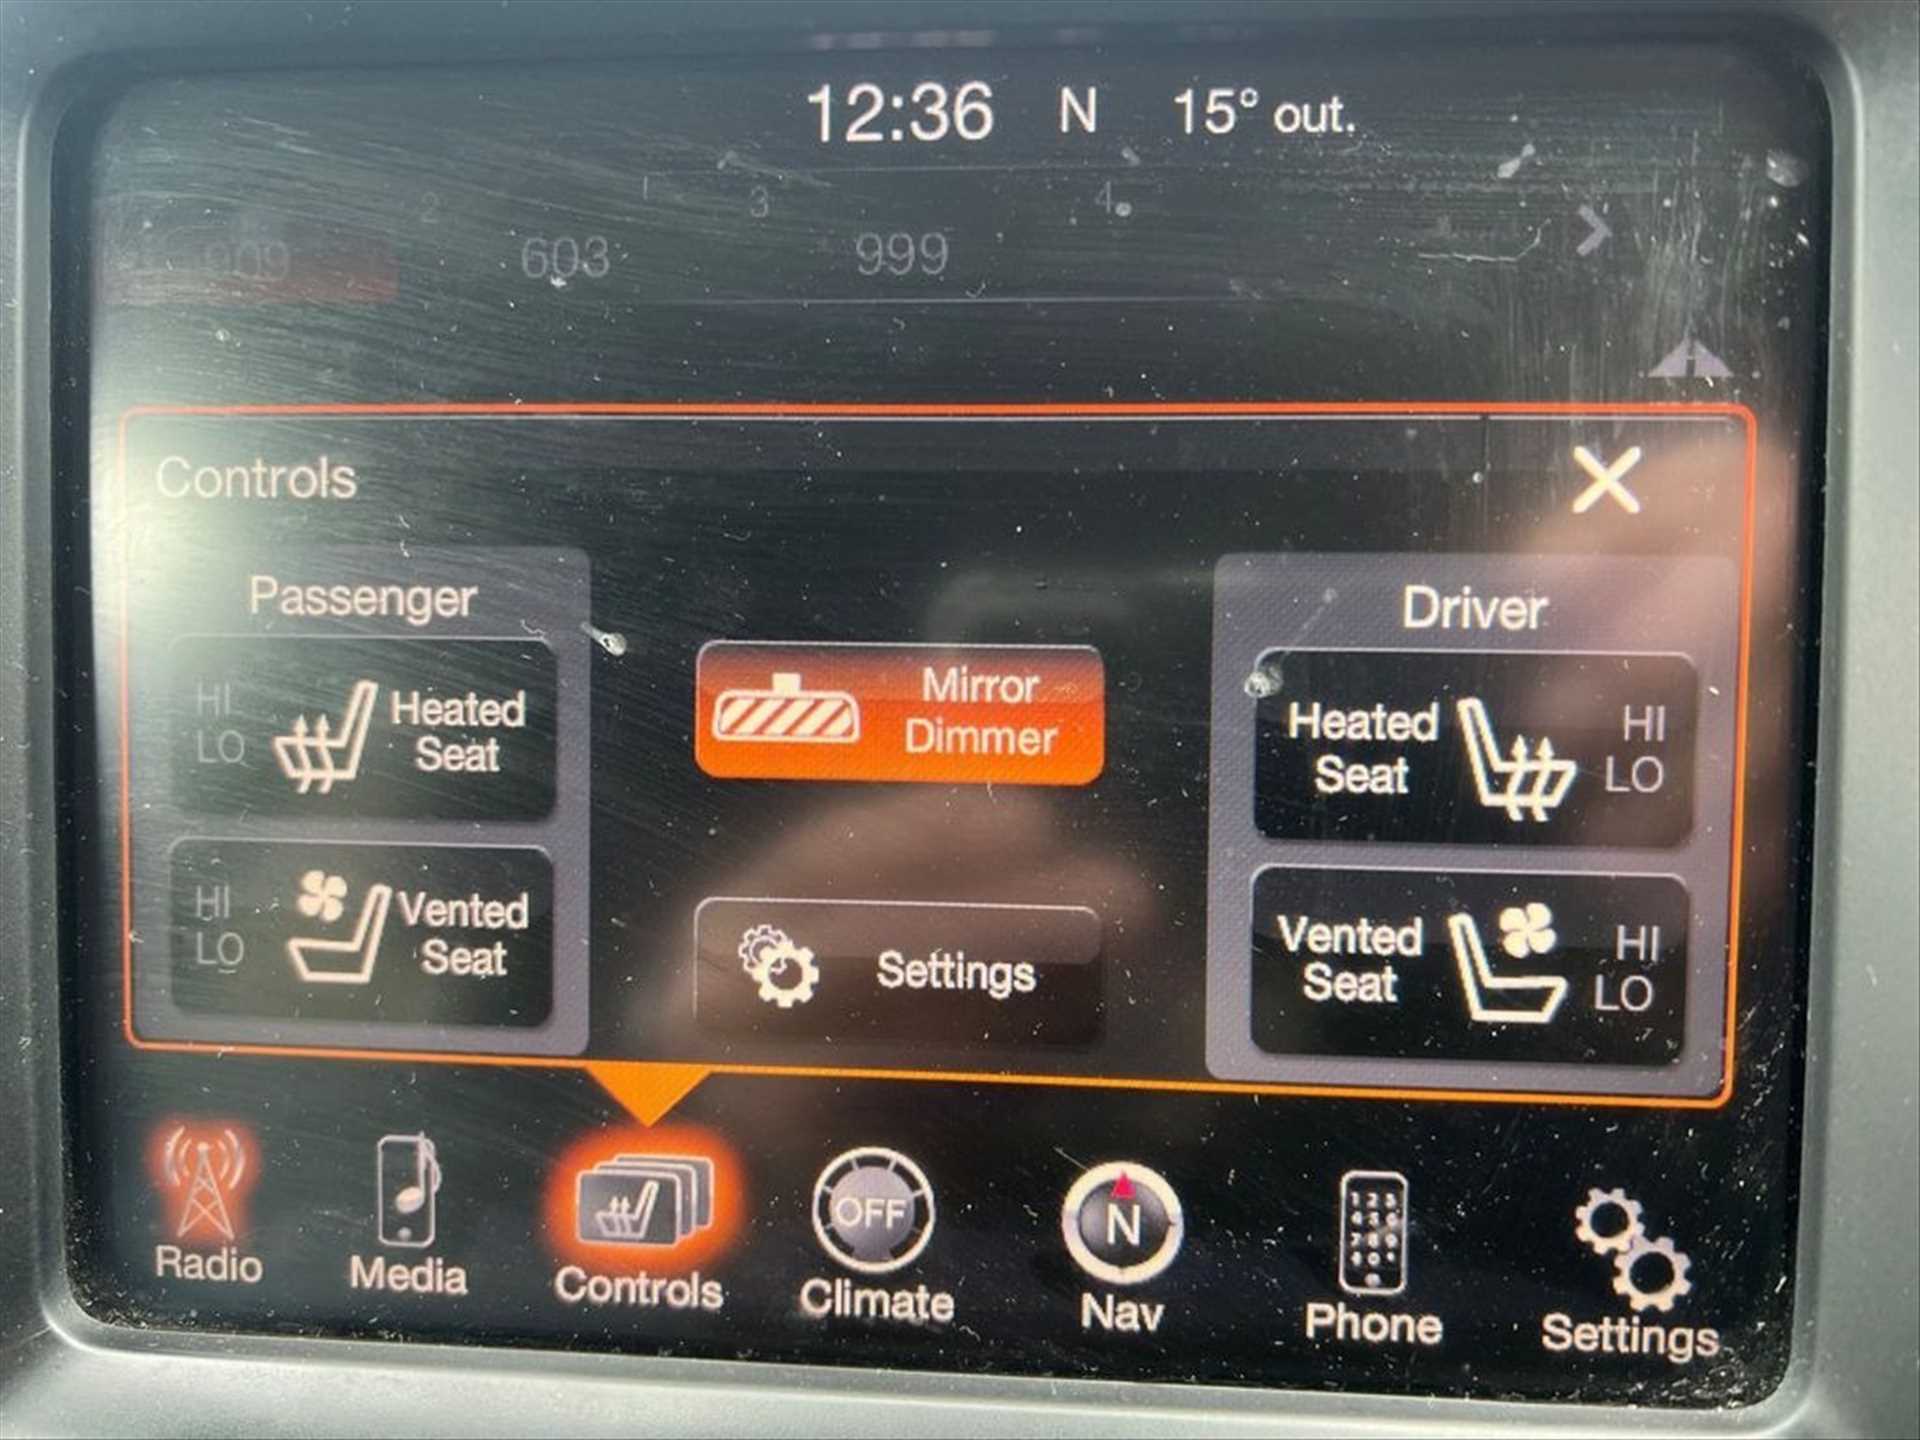 12:36 N 15° out.
2 3 4
909 603 999
Controls
Passenger
HI
LO
Heated
Seat
HI
LO
Vented
Seat
Mirror
Dimmer
Settings
Driver
Heated
Seat
HI
LO
Vented
Seat
HI
LO
OFF
N
Radio Media Controls Climate Nav Phone Settings